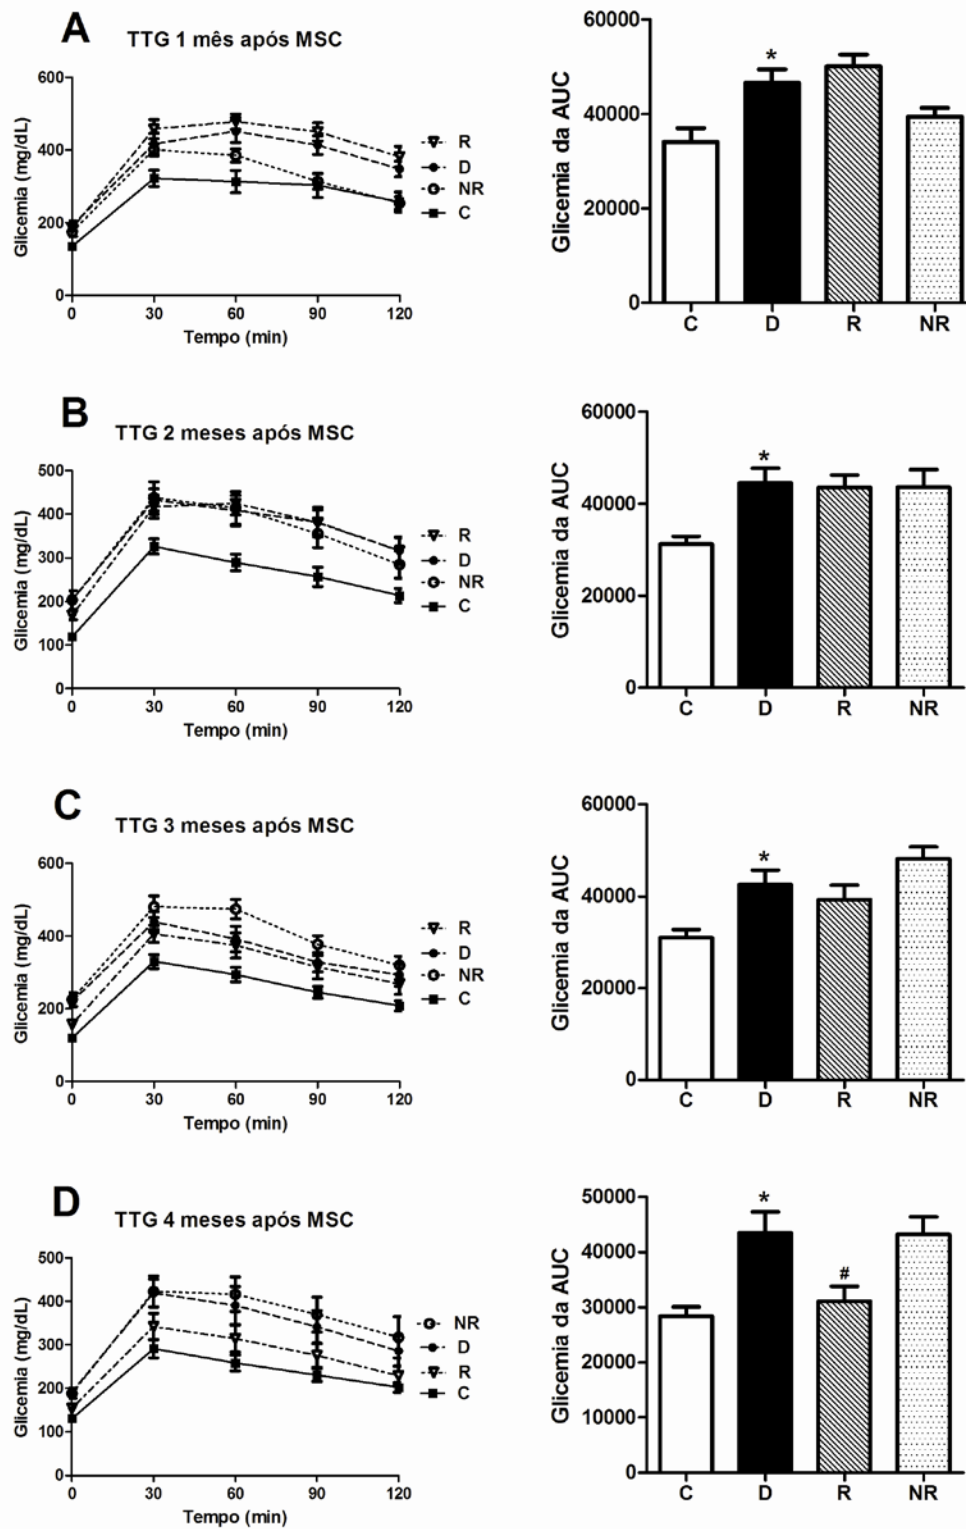 A
TTG 1 mês após MSC
Glicemia (mg/dL)
600
400
200
0
0 30 60 90 120
Tempo (min)
R
D
NR
C
Glicemia da AUC
60000
40000
20000
0
*
C D R NR
B
TTG 2 meses após MSC
Glicemia (mg/dL)
500
400
300
200
100
0
0 30 60 90 120
Tempo (min)
R
D
NR
C
Glicemia da AUC
60000
40000
20000
0
*
C D R NR
C
TTG 3 meses após MSC
Glicemia (mg/dL)
600
400
200
0
0 30 60 90 120
Tempo (min)
R
D
NR
C
Glicemia da AUC
60000
40000
20000
0
*
C D R NR
D
TTG 4 meses após MSC
Glicemia (mg/dL)
500
400
300
200
100
0
0 30 60 90 120
Tempo (min)
NR
D
R
C
Glicemia da AUC
50000
40000
30000
20000
10000
0
*
#
C D R NR